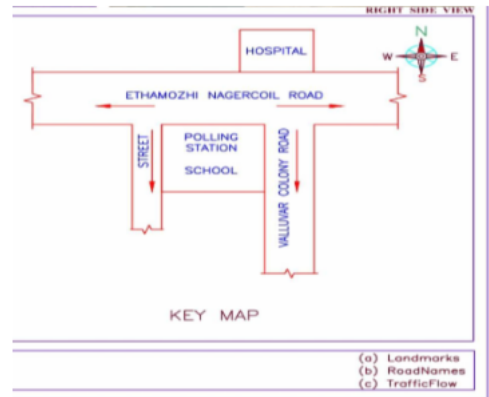 RIGHT SIDE VIEW
N
HOSPITAL
W E
S
ETHAMOZHI NAGERCOIL ROAD
STREET
POLLING
STATION
SCHOOL
VALLUVAR COLONY ROAD
KEY MAP
(a) Landmarks
(b) RoadNames
(c) TrafficFlow